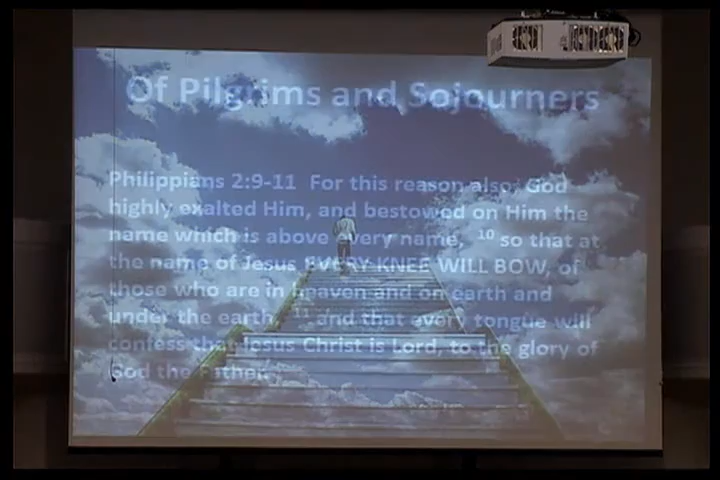 Of Pilgrims and Sojourners
Philippians 2:9-11 For this reason also, God
highly exalted Him, and bestowed on Him the
name which is above every name, 10 so that at
the name of Jesus EVERY KNEE WILL BOW, of
those who are in heaven and on earth and
under the earth, 11 and that every tongue will
confess that Jesus Christ is Lord, to the glory of
God the Father.